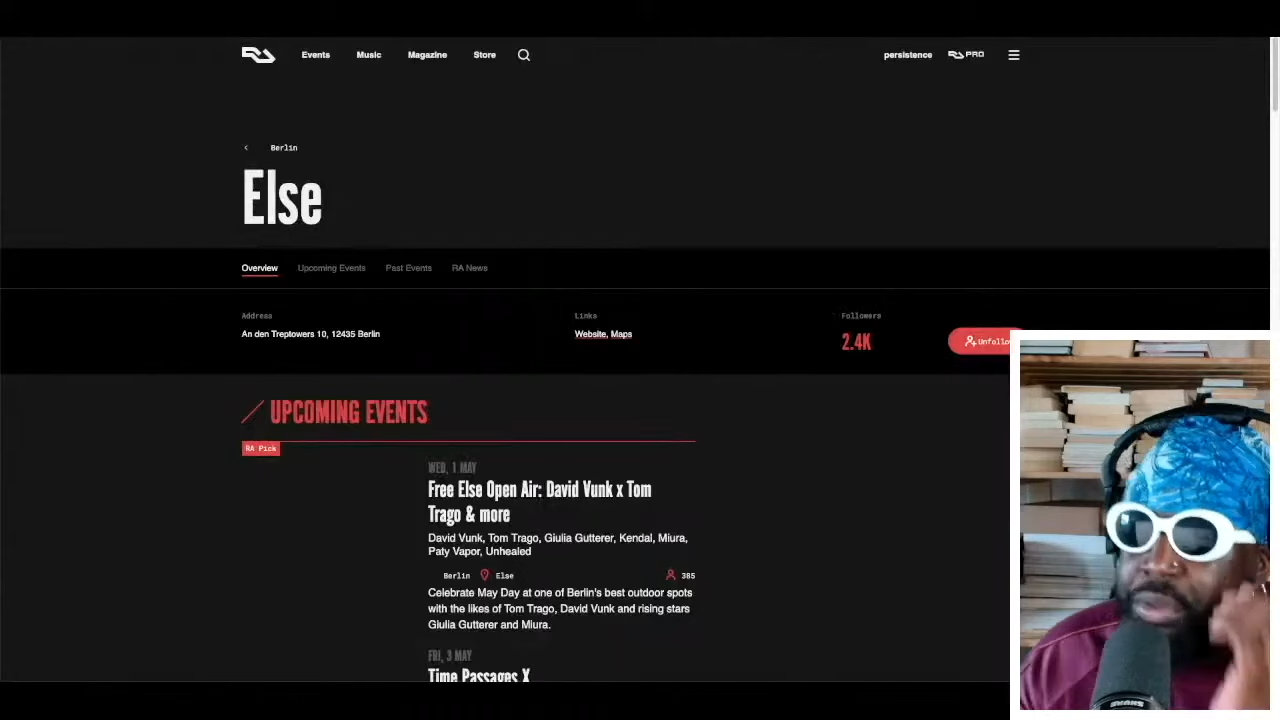 RA Events Music Magazine Store persistence RA PRO
Berlin
Else
Overview Upcoming Events Past Events RA News
Address Links Followers
An den Treptowers 10, 12435 Berlin Website, Maps 2.4K
UPCOMING EVENTS
RA Pick
WED, 1 MAY
Free Else Open Air: David Vunk x Tom
Trago & more
David Vunk, Tom Trago, Giulia Gutterer, Kendal, Miura,
Paty Vapor, Unhealed
Berlin Else 385
Celebrate May Day at one of Berlin's best outdoor spots
with the likes of Tom Trago, David Vunk and rising stars
Giulia Gutterer and Miura.
FRI, 3 MAY
Time Passages X
SHURE